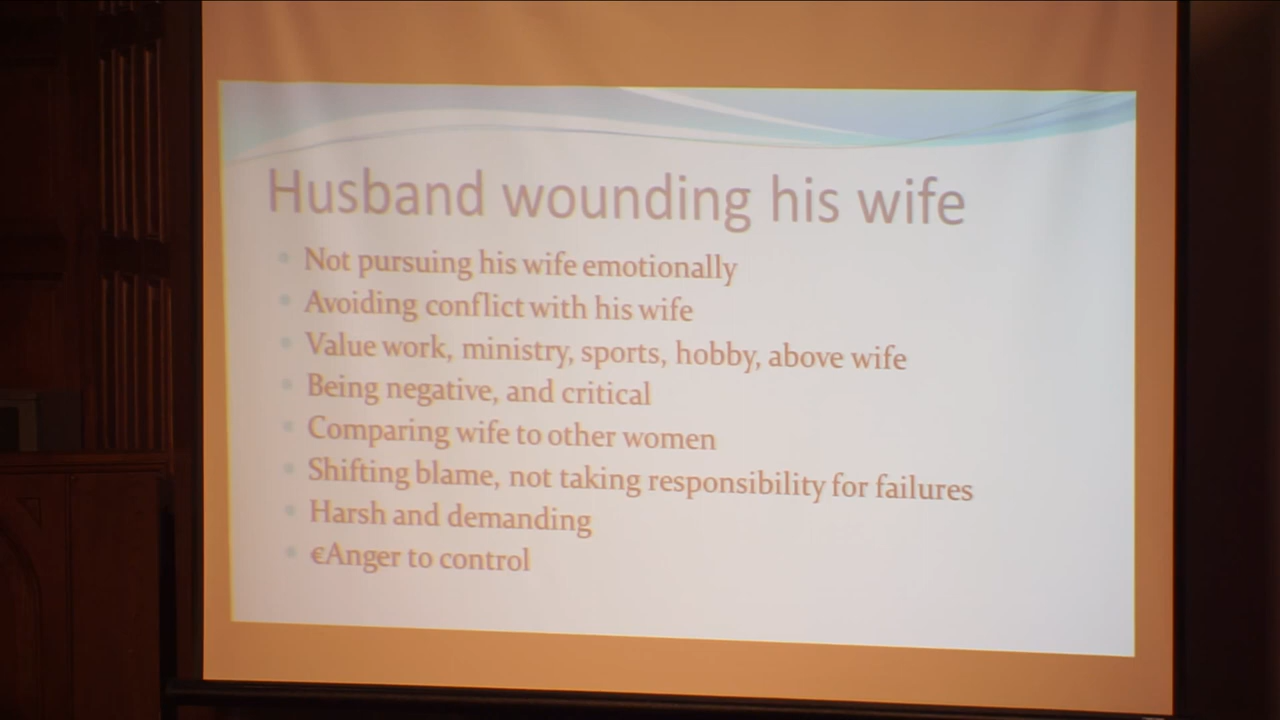 Husband wounding his wife
Not pursuing his wife emotionally
Avoiding conflict with his wife
Value work, ministry, sports, hobby, above wife
Being negative, and critical
Comparing wife to other women
Shifting blame, not taking responsibility for failures
Harsh and demanding
€Anger to control